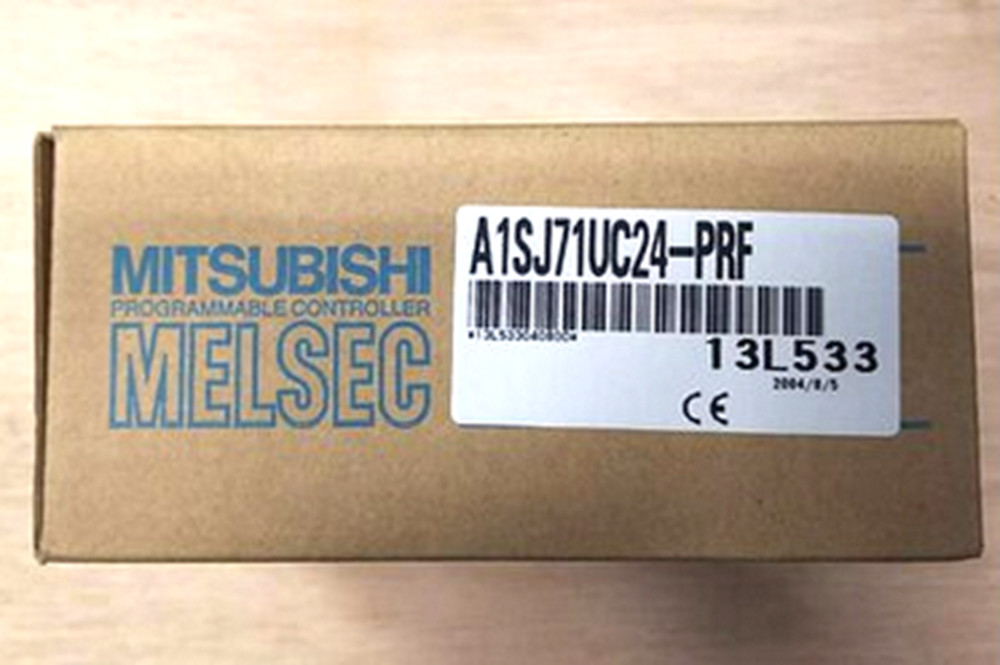 MITSUBISHI
PROGRAMMABLE CONTROLLER
MELSEC
A1SJ71UC24-PRF
13L533
2004/8/5
CE